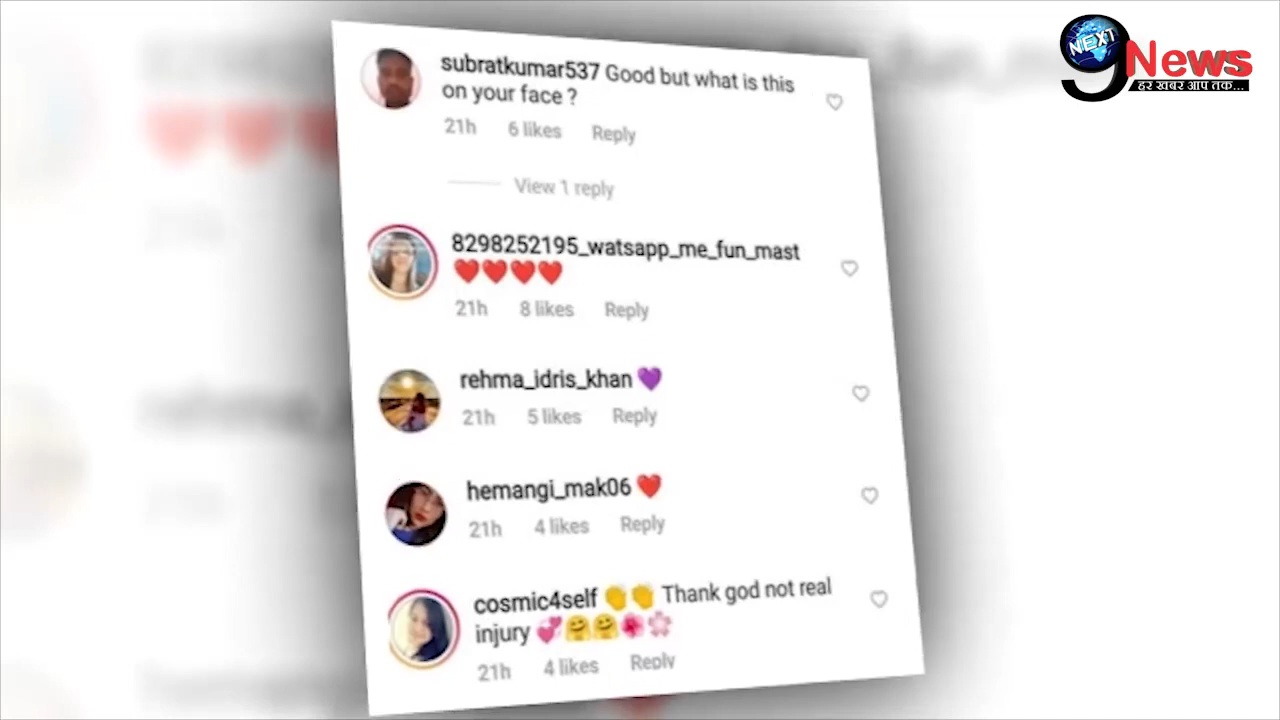 NEXT
9 News
हर खबर आप तक...
subratkumar537 Good but what is this
on your face ?
21h 6 likes Reply
View 1 reply
8298252195_watsapp_me_fun_mast
❤️❤️❤️❤️
21h 8 likes Reply
rehma_idris_khan 💜
21h 5 likes Reply
hemangi_mak06 ❤️
21h 4 likes Reply
cosmic4self 👏👏 Thank god not real
injury 💞🤗🤗🌺🌸
21h 4 likes Reply